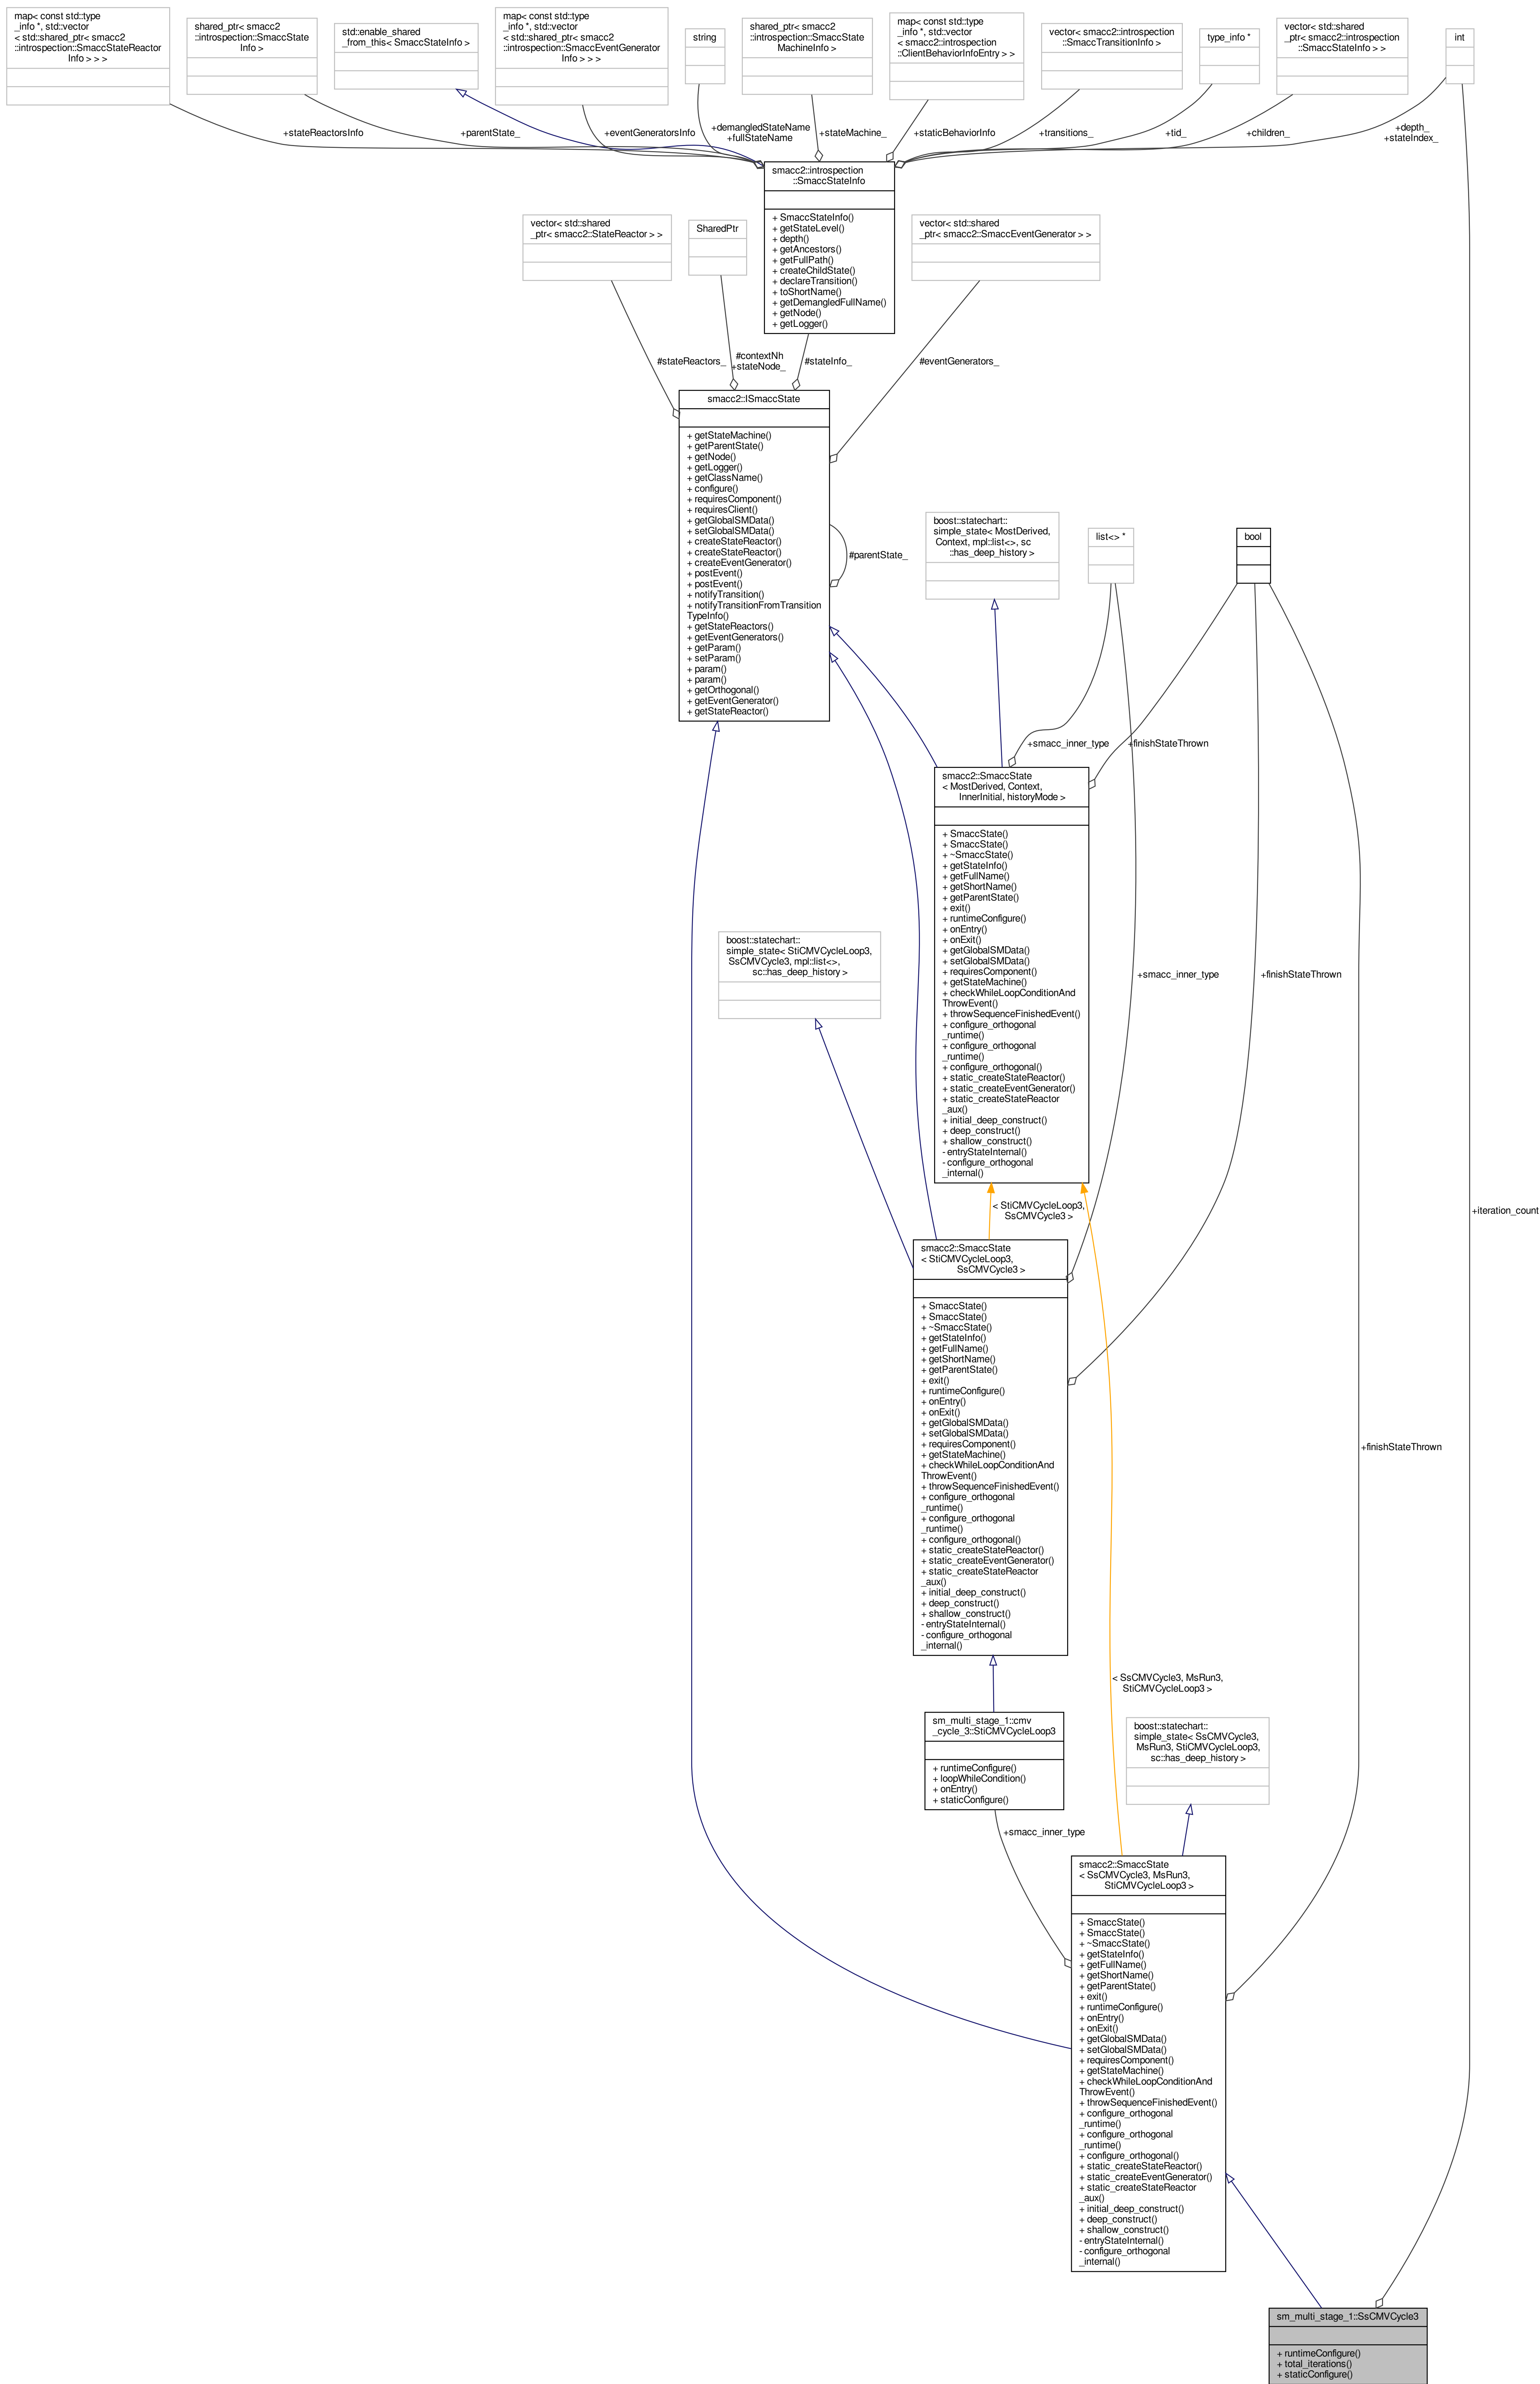 map< const std::type
_info *, std::vector
< std::shared_ptr< smacc2
::introspection::SmaccStateReactor
Info > > >
shared_ptr< smacc2
::introspection::SmaccState
Info >
std::enable_shared
_from_this< SmaccStateInfo >
map< const std::type
_info *, std::vector
< std::shared_ptr< smacc2
::introspection::SmaccEventGenerator
Info > > >
string
shared_ptr< smacc2
::introspection::SmaccState
MachineInfo >
map< const std::type
_info *, std::vector
< smacc2::introspection
::ClientBehaviorInfoEntry > >
vector< smacc2::introspection
::SmaccTransitionInfo >
type_info *
vector< std::shared
_ptr< smacc2::introspection
::SmaccStateInfo > >
int
+stateReactorsInfo
+parentState_
+eventGeneratorsInfo
+demangledStateName
+fullStateName
+stateMachine_
+staticBehaviorInfo
+transitions_
+tid_
+children_
+depth_
+stateIndex_
smacc2::introspection
::SmaccStateInfo
+ SmaccStateInfo()
+ getStateLevel()
+ depth()
+ getAncestors()
+ getFullPath()
+ createChildState()
+ declareTransition()
+ toShortName()
+ getDemangledFullName()
+ getNode()
+ getLogger()
vector< std::shared
_ptr< smacc2::StateReactor > >
SharedPtr
vector< std::shared
_ptr< smacc2::SmaccEventGenerator > >
#stateReactors_
#contextNh
+stateNode_
#stateInfo_
#eventGenerators_
smacc2::ISmaccState
+ getStateMachine()
+ getParentState()
+ getNode()
+ getLogger()
+ getClassName()
+ configure()
+ requiresComponent()
+ requiresClient()
+ getGlobalSMData()
+ setGlobalSMData()
+ createStateReactor()
+ createStateReactor()
+ createEventGenerator()
+ postEvent()
+ postEvent()
+ notifyTransition()
+ notifyTransitionFromTransition
TypeInfo()
+ getStateReactors()
+ getEventGenerators()
+ getParam()
+ setParam()
+ param()
+ param()
+ getOrthogonal()
+ getEventGenerator()
+ getStateReactor()
#parentState_
boost::statechart::
simple_state< MostDerived,
Context, mpl::list<>, sc
::has_deep_history >
list<> *
bool
+smacc_inner_type
+finishStateThrown
smacc2::SmaccState
< MostDerived, Context,
InnerInitial, historyMode >
+ SmaccState()
+ SmaccState()
+ ~SmaccState()
+ getStateInfo()
+ getFullName()
+ getShortName()
+ getParentState()
+ exit()
+ runtimeConfigure()
+ onEntry()
+ onExit()
+ getGlobalSMData()
+ setGlobalSMData()
+ requiresComponent()
+ getStateMachine()
+ checkWhileLoopConditionAnd
ThrowEvent()
+ throwSequenceFinishedEvent()
+ configure_orthogonal
_runtime()
+ configure_orthogonal
_runtime()
+ configure_orthogonal()
+ static_createStateReactor()
+ static_createEventGenerator()
+ static_createStateReactor
_aux()
+ initial_deep_construct()
+ deep_construct()
+ shallow_construct()
- entryStateInternal()
- configure_orthogonal
_internal()
boost::statechart::
simple_state< StiCMVCycleLoop3,
SsCMVCycle3, mpl::list<>,
sc::has_deep_history >
+smacc_inner_type
+finishStateThrown
< StiCMVCycleLoop3,
SsCMVCycle3 >
+iteration_count
smacc2::SmaccState
< StiCMVCycleLoop3,
SsCMVCycle3 >
+ SmaccState()
+ SmaccState()
+ ~SmaccState()
+ getStateInfo()
+ getFullName()
+ getShortName()
+ getParentState()
+ exit()
+ runtimeConfigure()
+ onEntry()
+ onExit()
+ getGlobalSMData()
+ setGlobalSMData()
+ requiresComponent()
+ getStateMachine()
+ checkWhileLoopConditionAnd
ThrowEvent()
+ throwSequenceFinishedEvent()
+ configure_orthogonal
_runtime()
+ configure_orthogonal
_runtime()
+ configure_orthogonal()
+ static_createStateReactor()
+ static_createEventGenerator()
+ static_createStateReactor
_aux()
+ initial_deep_construct()
+ deep_construct()
+ shallow_construct()
- entryStateInternal()
- configure_orthogonal
_internal()
+finishStateThrown
< SsCMVCycle3, MsRun3,
StiCMVCycleLoop3 >
sm_multi_stage_1::cmv
_cycle_3::StiCMVCycleLoop3
+ runtimeConfigure()
+ loopWhileCondition()
+ onEntry()
+ staticConfigure()
boost::statechart::
simple_state< SsCMVCycle3,
MsRun3, StiCMVCycleLoop3,
sc::has_deep_history >
+smacc_inner_type
smacc2::SmaccState
< SsCMVCycle3, MsRun3,
StiCMVCycleLoop3 >
+ SmaccState()
+ SmaccState()
+ ~SmaccState()
+ getStateInfo()
+ getFullName()
+ getShortName()
+ getParentState()
+ exit()
+ runtimeConfigure()
+ onEntry()
+ onExit()
+ getGlobalSMData()
+ setGlobalSMData()
+ requiresComponent()
+ getStateMachine()
+ checkWhileLoopConditionAnd
ThrowEvent()
+ throwSequenceFinishedEvent()
+ configure_orthogonal
_runtime()
+ configure_orthogonal
_runtime()
+ configure_orthogonal()
+ static_createStateReactor()
+ static_createEventGenerator()
+ static_createStateReactor
_aux()
+ initial_deep_construct()
+ deep_construct()
+ shallow_construct()
- entryStateInternal()
- configure_orthogonal
_internal()
sm_multi_stage_1::SsCMVCycle3
+ runtimeConfigure()
+ total_iterations()
+ staticConfigure()